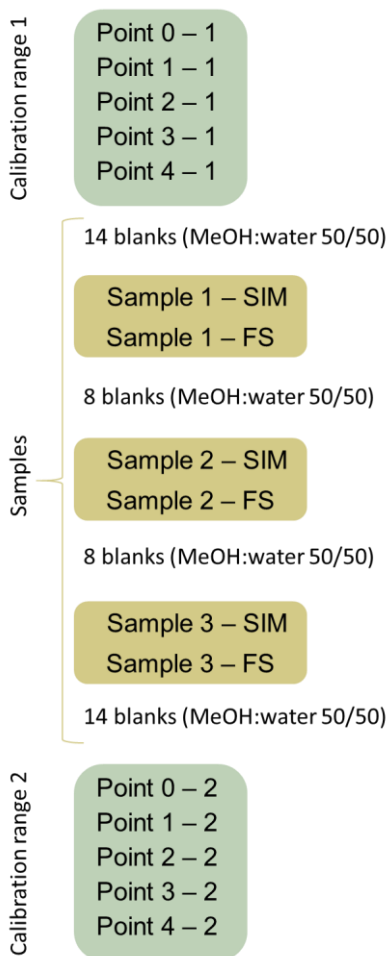 Calibration range 1
Point 0 – 1
Point 1 – 1
Point 2 – 1
Point 3 – 1
Point 4 – 1
Samples
14 blanks (MeOH:water 50/50)
Sample 1 – SIM
Sample 1 – FS
8 blanks (MeOH:water 50/50)
Sample 2 – SIM
Sample 2 – FS
8 blanks (MeOH:water 50/50)
Sample 3 – SIM
Sample 3 – FS
14 blanks (MeOH:water 50/50)
Calibration range 2
Point 0 – 2
Point 1 – 2
Point 2 – 2
Point 3 – 2
Point 4 – 2